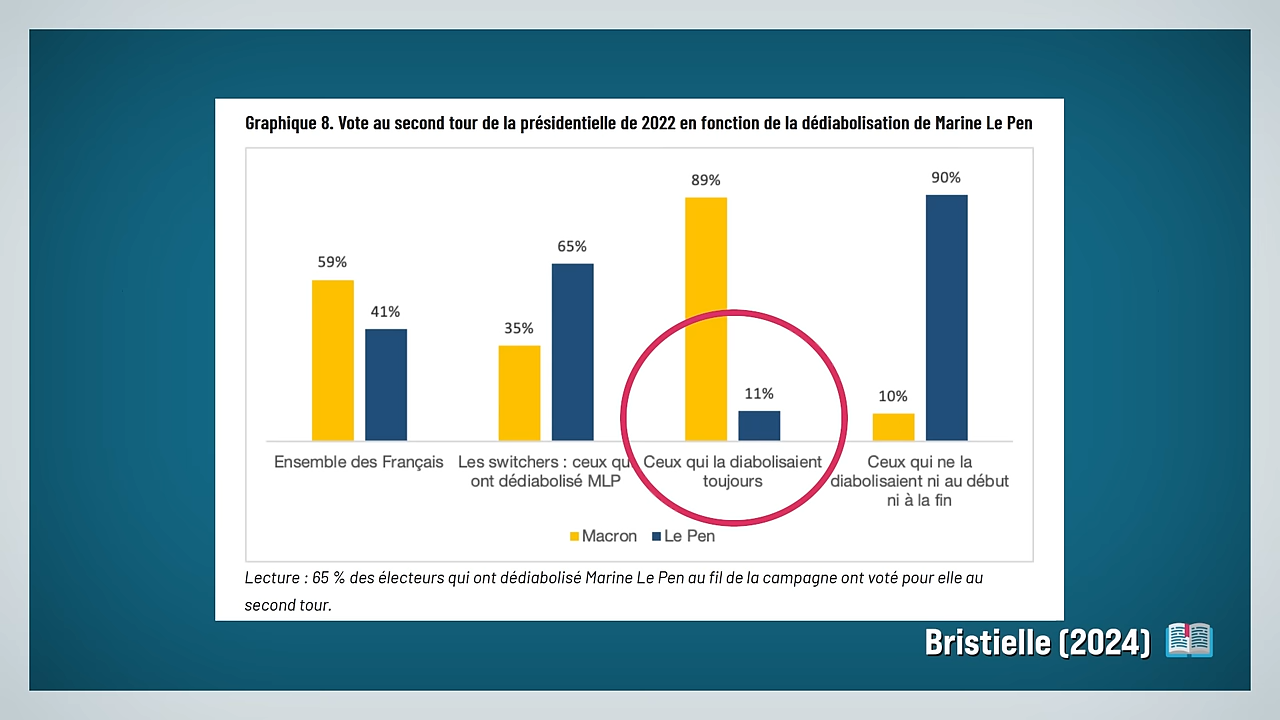 Graphique 8. Vote au second tour de la présidentielle de 2022 en fonction de la dédiabolisation de Marine Le Pen
59%
41%
35%
65%
89%
11%
10%
90%
Ensemble des Français
Les switchers : ceux qui
ont dédiabolisé MLP
Ceux qui la diabolisaient
toujours
Ceux qui ne la
diabolisaient ni au début
ni à la fin
Macron
Le Pen
Lecture : 65 % des électeurs qui ont dédiabolisé Marine Le Pen au fil de la campagne ont voté pour elle au
second tour.
Bristielle (2024)